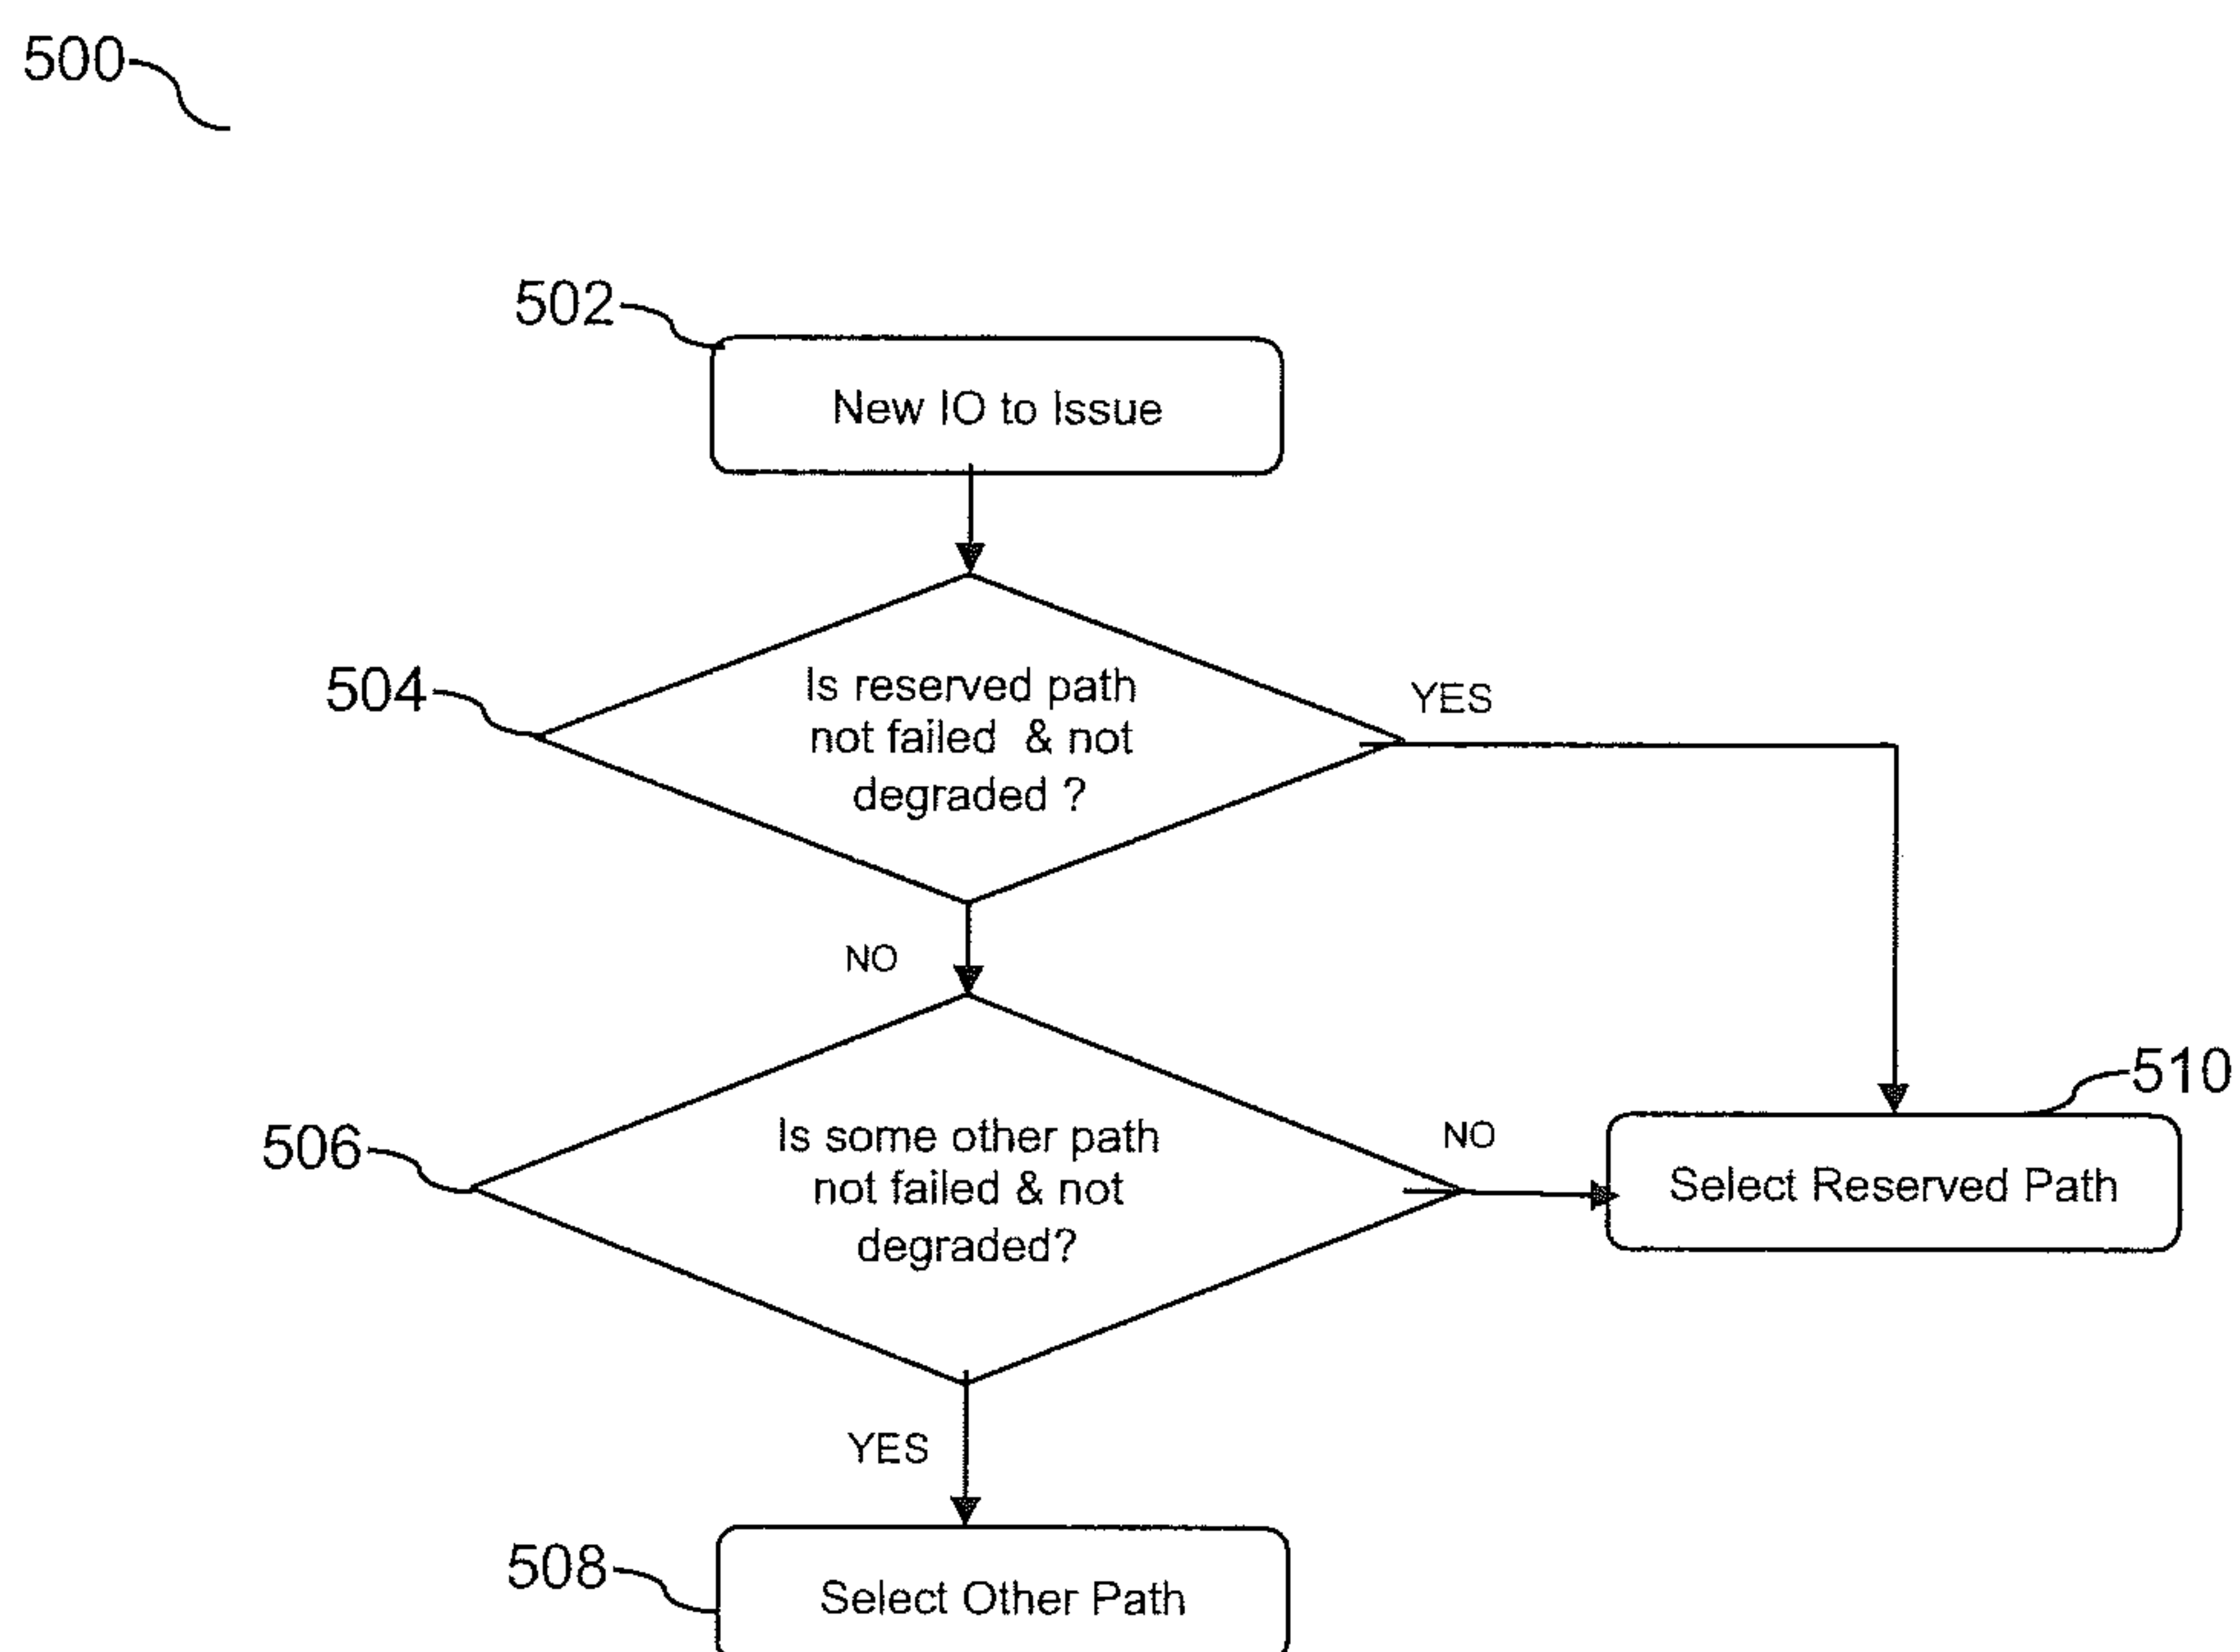 500
502
New IO to Issue
504
Is reserved path
not failed & not
degraded ?
YES
NO
506
Is some other path
not failed & not
degraded?
NO
510
Select Reserved Path
YES
508
Select Other Path